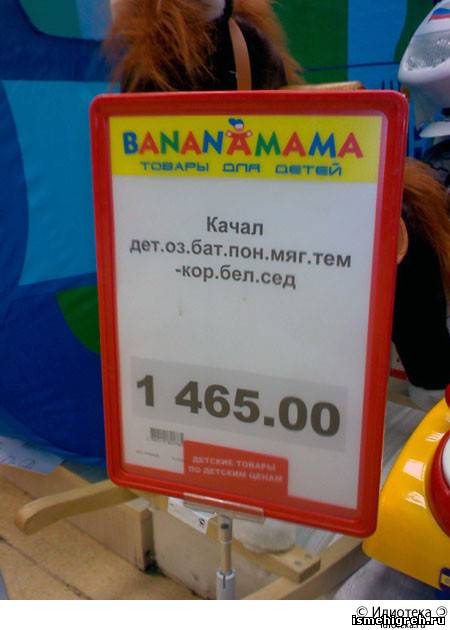 BANANAMAMA
ТОВАРЫ ДЛЯ ДЕТЕЙ
Качал
дет.оз.бат.пон.мяг.тем
-кор.бел.сед
1 465.00
ДЕТСКИЕ ТОВАРЫ
ПО ДЕТСКИМ ЦЕНАМ
© Идиотека
ismehigreh.ru